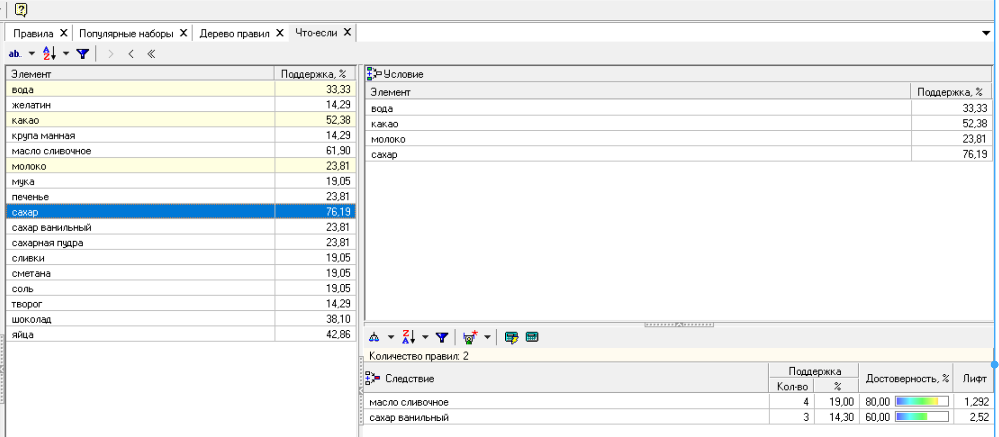 Правила Популярные наборы Дерево правил Что-если
ab..
Элемент Поддержка, %
вода 33,33
желатин 14,29
какао 52,38
крупа манная 14,29
масло сливочное 61,90
молоко 23,81
мука 19,05
печенье 23,81
сахар 76,19
сахар ванильный 23,81
сахарная пудра 23,81
сливки 19,05
сметана 19,05
соль 19,05
творог 14,29
шоколад 38,10
яйца 42,86
Условие
Элемент Поддержка, %
вода 33,33
какао 52,38
молоко 23,81
сахар 76,19
Количество правил: 2
Следствие Поддержка Достоверность, % Лифт
Кол-во %
масло сливочное 4 19,00 80,00 1,292
сахар ванильный 3 14,30 60,00 2,52